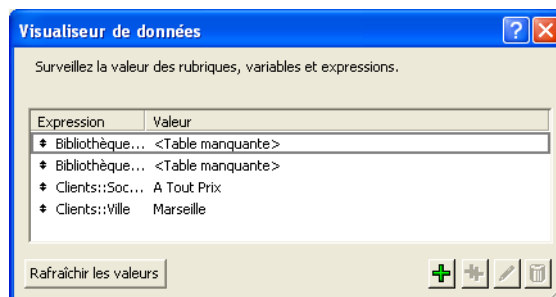 Visualiseur de données
Surveillez la valeur des rubriques, variables et expressions.
Expression Valeur
Bibliothèque... <Table manquante>
Bibliothèque... <Table manquante>
Clients::Soc... A Tout Prix
Clients::Ville Marseille
Rafraîchir les valeurs